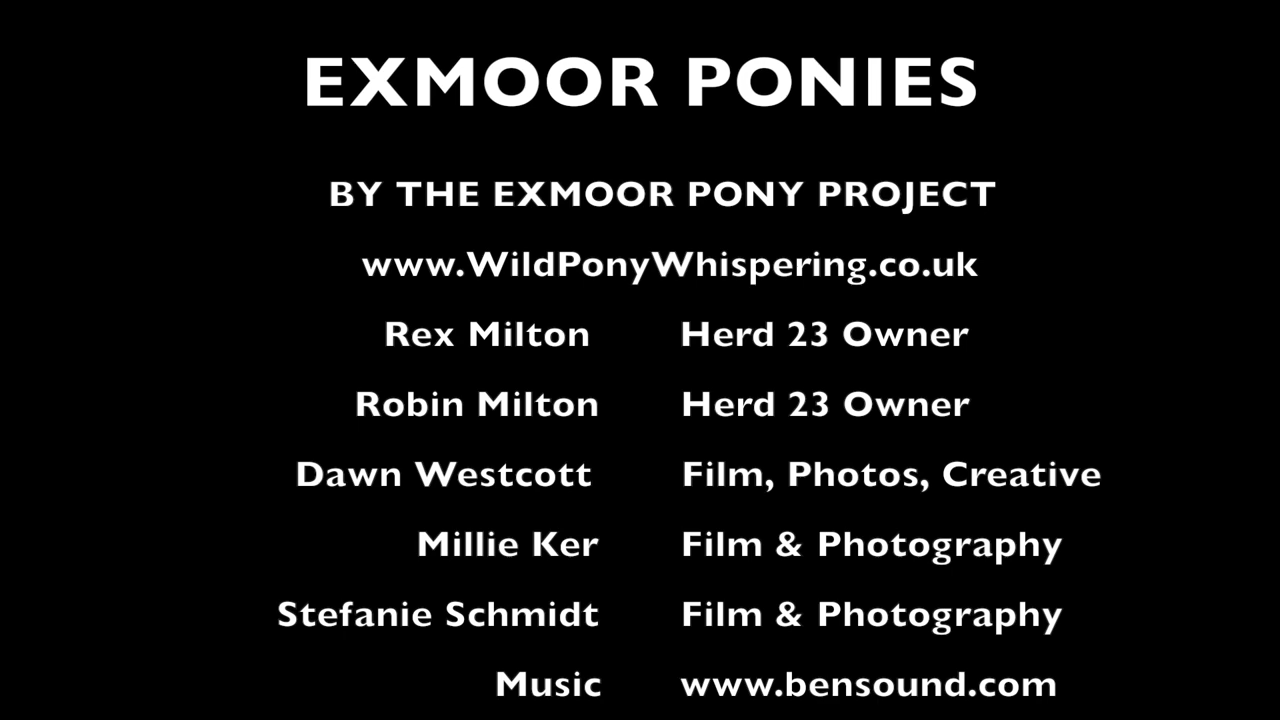 EXMOOR PONIES
BY THE EXMOOR PONY PROJECT
www.WildPonyWhispering.co.uk
Rex Milton Herd 23 Owner
Robin Milton Herd 23 Owner
Dawn Westcott Film, Photos, Creative
Millie Ker Film & Photography
Stefanie Schmidt Film & Photography
Music www.bensound.com